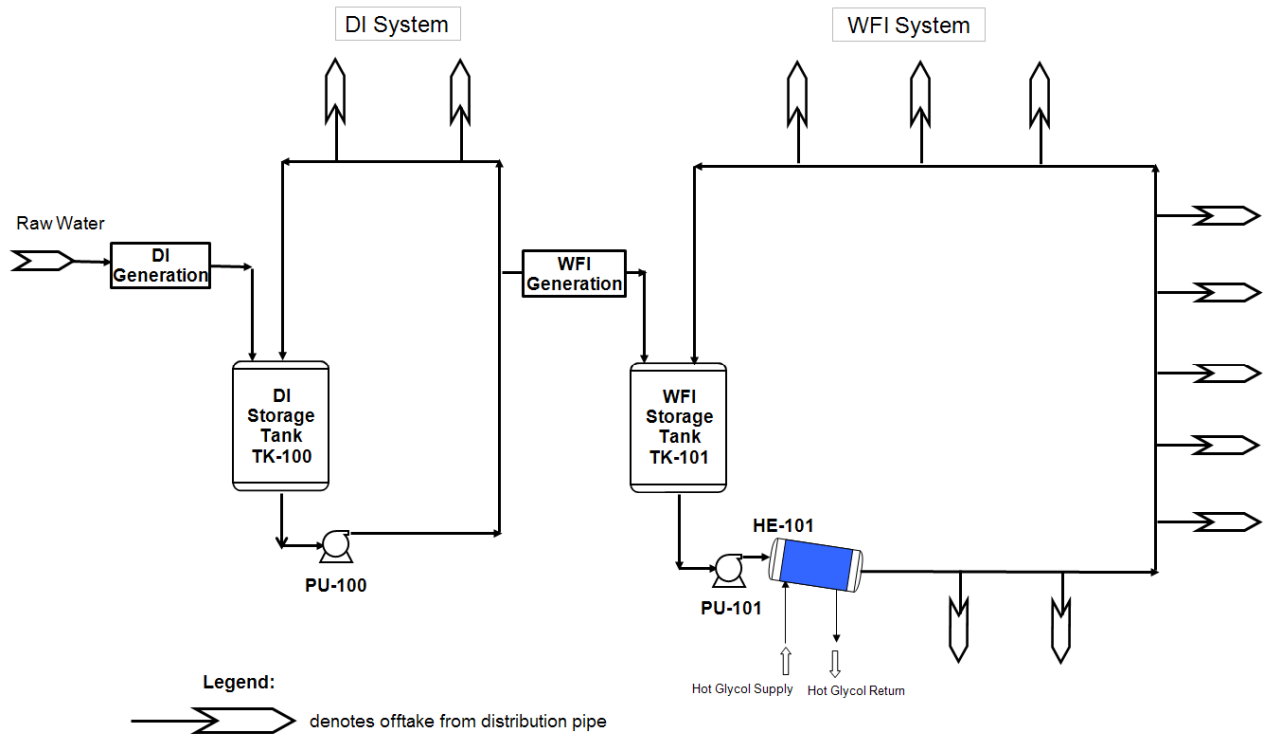 DI System
WFI System
Raw Water
DI
Generation
WFI
Generation
DI
Storage
Tank
TK-100
WFI
Storage
Tank
TK-101
HE-101
PU-100
PU-101
Hot Glycol Supply
Hot Glycol Return
Legend:
denotes offtake from distribution pipe